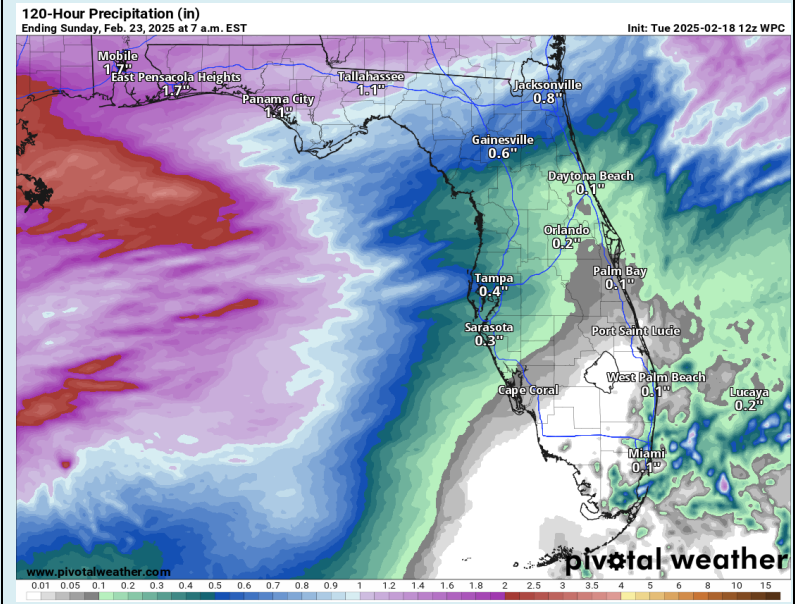 120-Hour Precipitation (in)
Ending Sunday, Feb. 23, 2025 at 7 a.m. EST
Init: Tue 2025-02-18 12z WPC
Mobile
1.7"
East Pensacola Heights
1.7"
Panama City
1.1"
Tallahassee
1.1"
Jacksonville
0.8"
Gainesville
0.6"
Daytona Beach
0.1"
Orlando
0.2"
Tampa
0.4"
Palm Bay
0.1"
Sarasota
0.3"
Port Saint Lucie
Cape Coral
West Palm Beach
0.1"
Lucaya
0.2"
Miami
0.1"
www.pivotalweather.com
pivotal weather
0.01 0.05 0.1 0.2 0.3 0.4 0.5 0.6 0.7 0.8 0.9 1 1.2 1.4 1.6 1.8 2 2.5 3 3.5 4 5 6 7 8 9 10 15